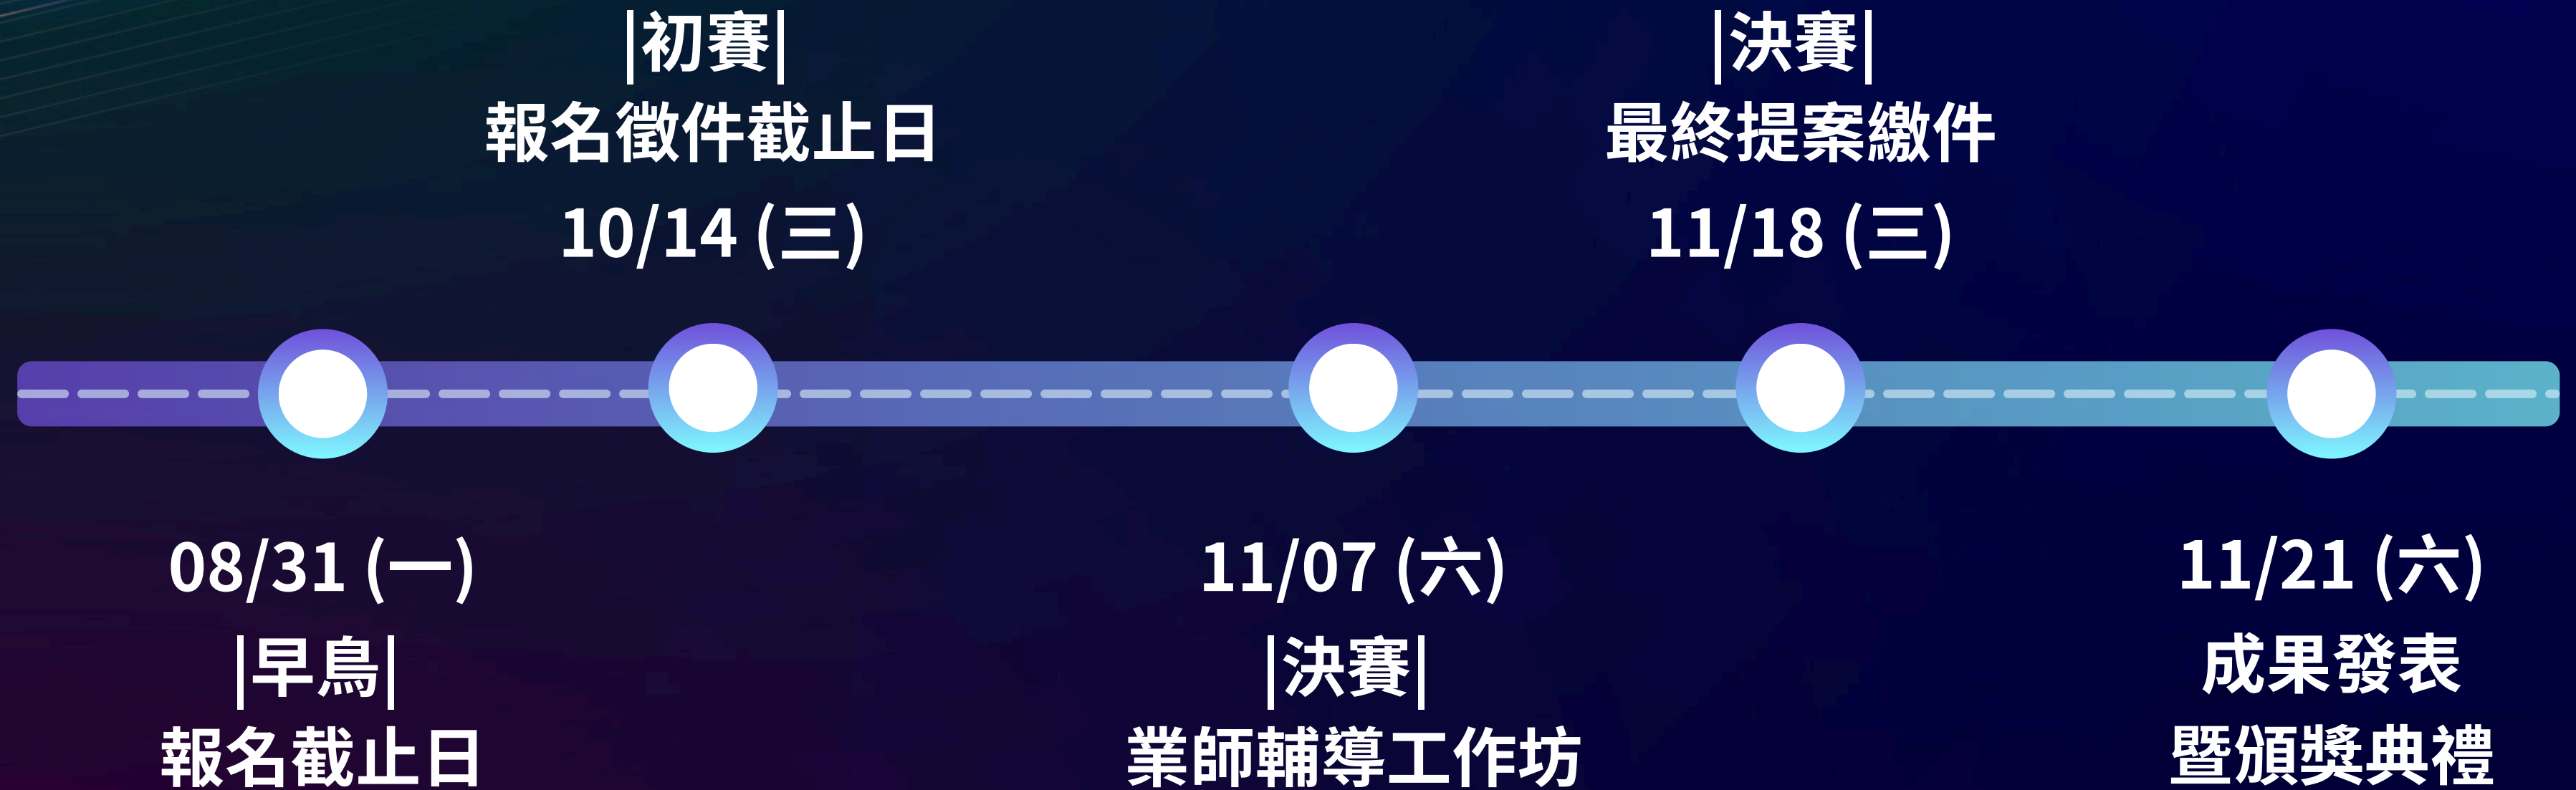 |初賽|
報名徵件截止日
10/14 (三)
|決賽|
最終提案繳件
11/18 (三)
08/31 (一)
|早鳥|
報名截止日
11/07 (六)
|決賽|
業師輔導工作坊
11/21 (六)
成果發表
暨頒獎典禮